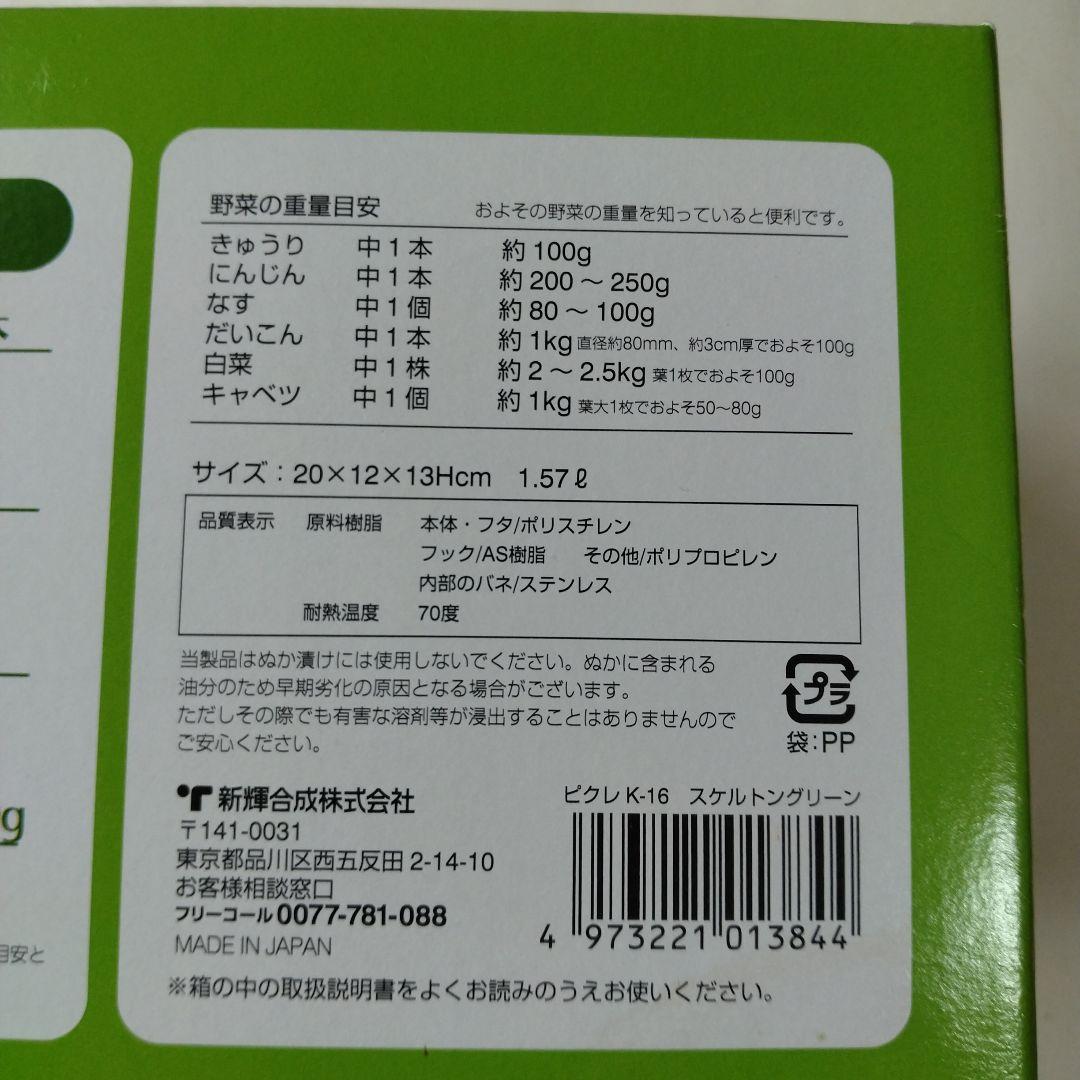 野菜の重量目安 およその野菜の重量を知っていると便利です。
きゅうり 中1本 約100g
にんじん 中1本 約200～250g
なす 中1個 約80～100g
だいこん 中1本 約1kg 直径約80mm、約3cm厚でおよそ100g
白菜 中1株 約2～2.5kg 葉1枚でおよそ100g
キャベツ 中1個 約1kg 葉大1枚でおよそ50～80g
サイズ：20×12×13Hcm 1.57ℓ
品質表示 原料樹脂 本体・フタ/ポリスチレン
フック/AS樹脂 その他/ポリプロピレン
内部のバネ/ステンレス
耐熱温度 70度
当製品はぬか漬けには使用しないでください。ぬかに含まれる
油分のため早期劣化の原因となる場合がございます。
ただしその際でも有害な溶剤等が浸出することはありませんので
ご安心ください。
プラ
袋：PP
新輝合成株式会社
〒141-0031
東京都品川区西五反田2-14-10
お客様相談窓口
フリーコール0077-781-088
MADE IN JAPAN
ピクレK-16 スケルトングリーン
4 973221 013844
※箱の中の取扱説明書をよくお読みのうえお使いください。
g
目安と